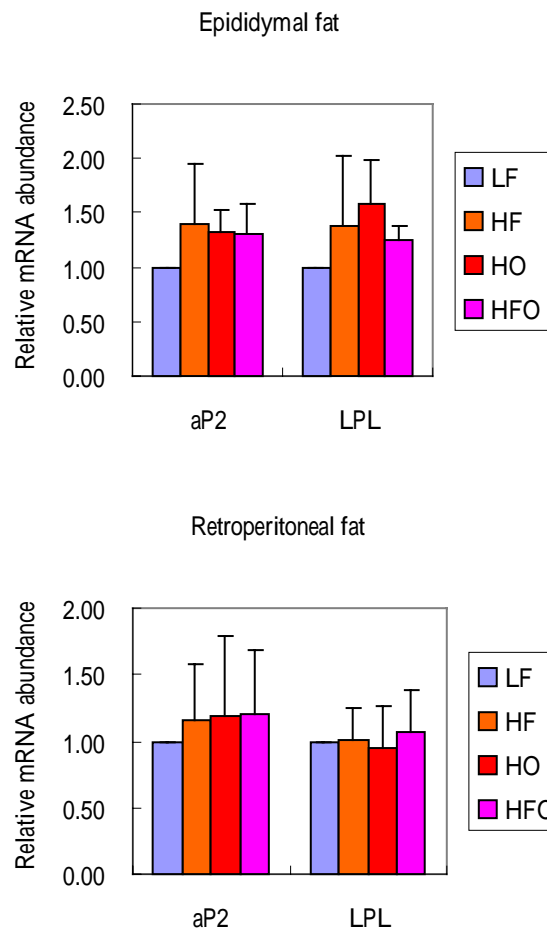 Epididymal fat
Relative mRNA abundance
2.50
2.00
1.50
1.00
0.50
0.00
aP2 LPL
LF
HF
HO
HFO
Retroperitoneal fat
Relative mRNA abundance
2.00
1.50
1.00
0.50
0.00
aP2 LPL
LF
HF
HO
HFO